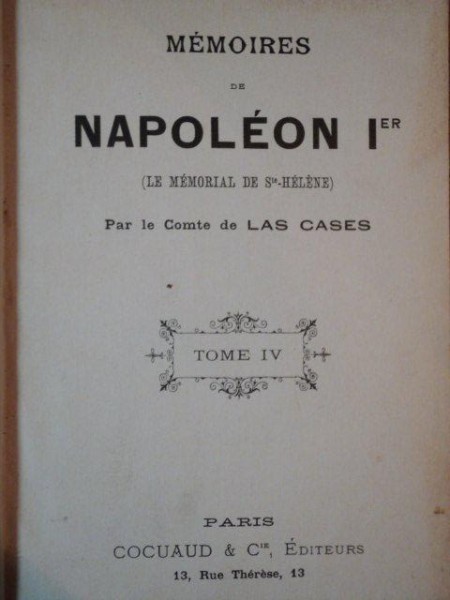 MÉMOIRES
DE
NAPOLÉON IER
(LE MÉMORIAL DE Ste-HÉLÈNE)
Par le Comte de LAS CASES
TOME IV
PARIS
COCUAUD & CIE, ÉDITEURS
13, Rue Thérèse, 13